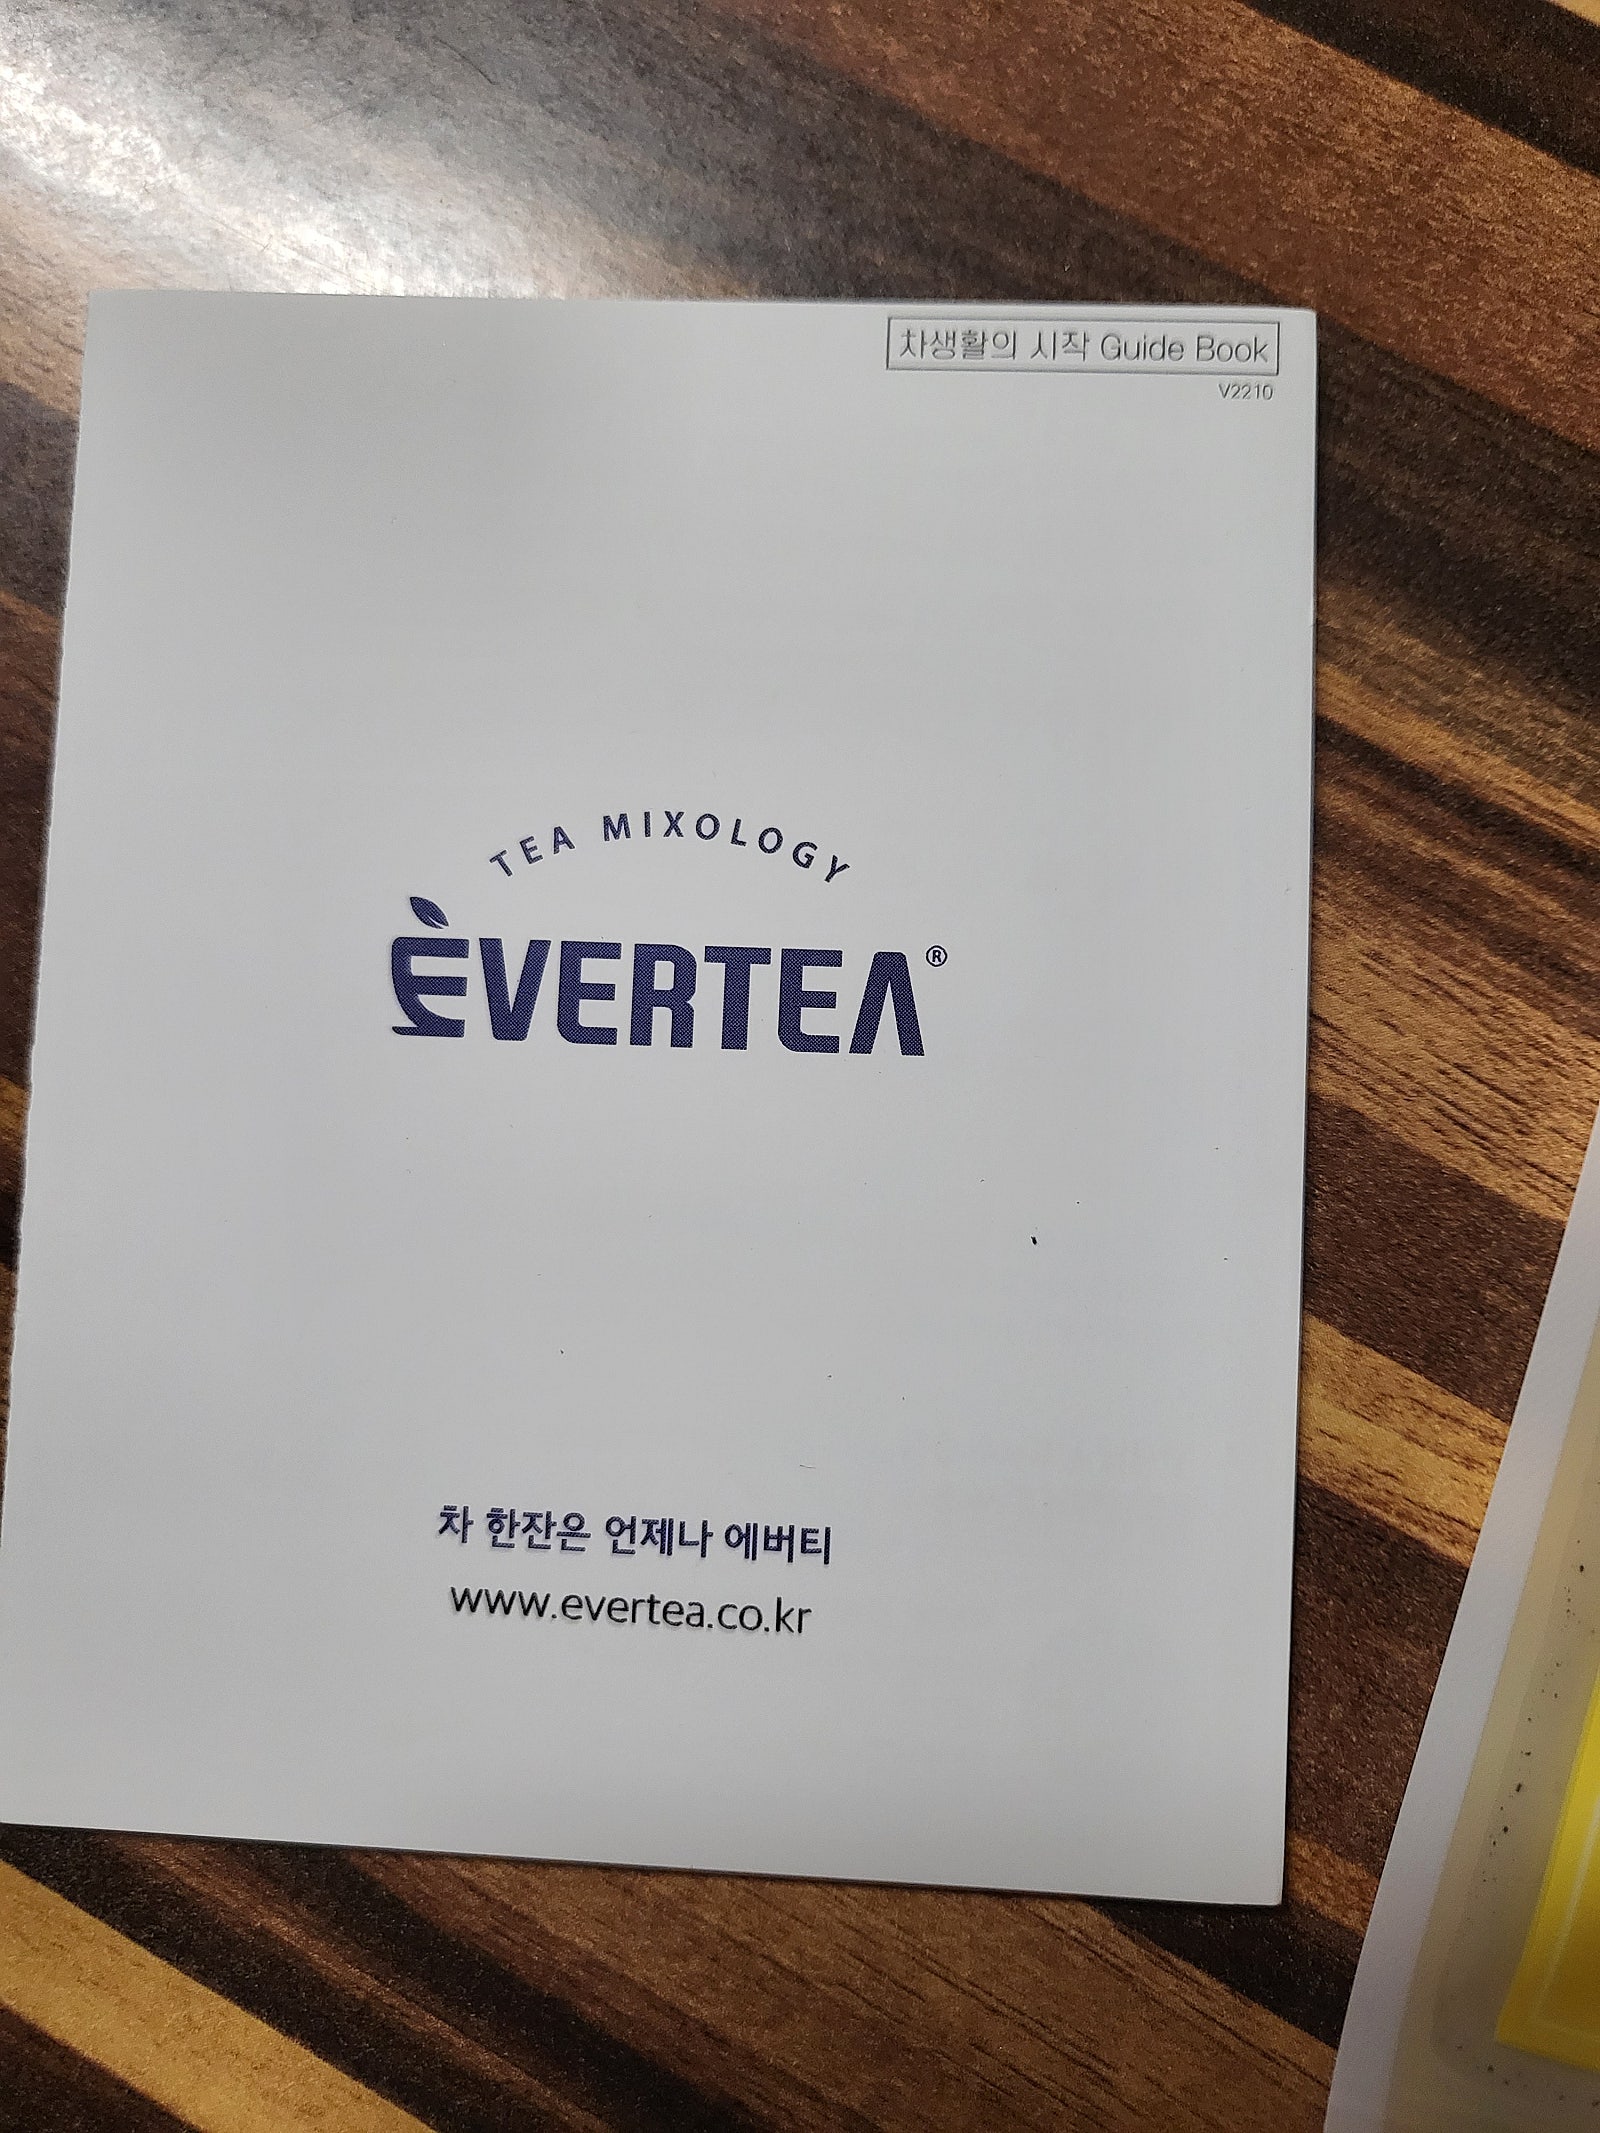 차생활의 시작 Guide Book
V2210
TEA MIXOLOGY
EVERTEA®
차 한잔은 언제나 에버티
www.evertea.co.kr